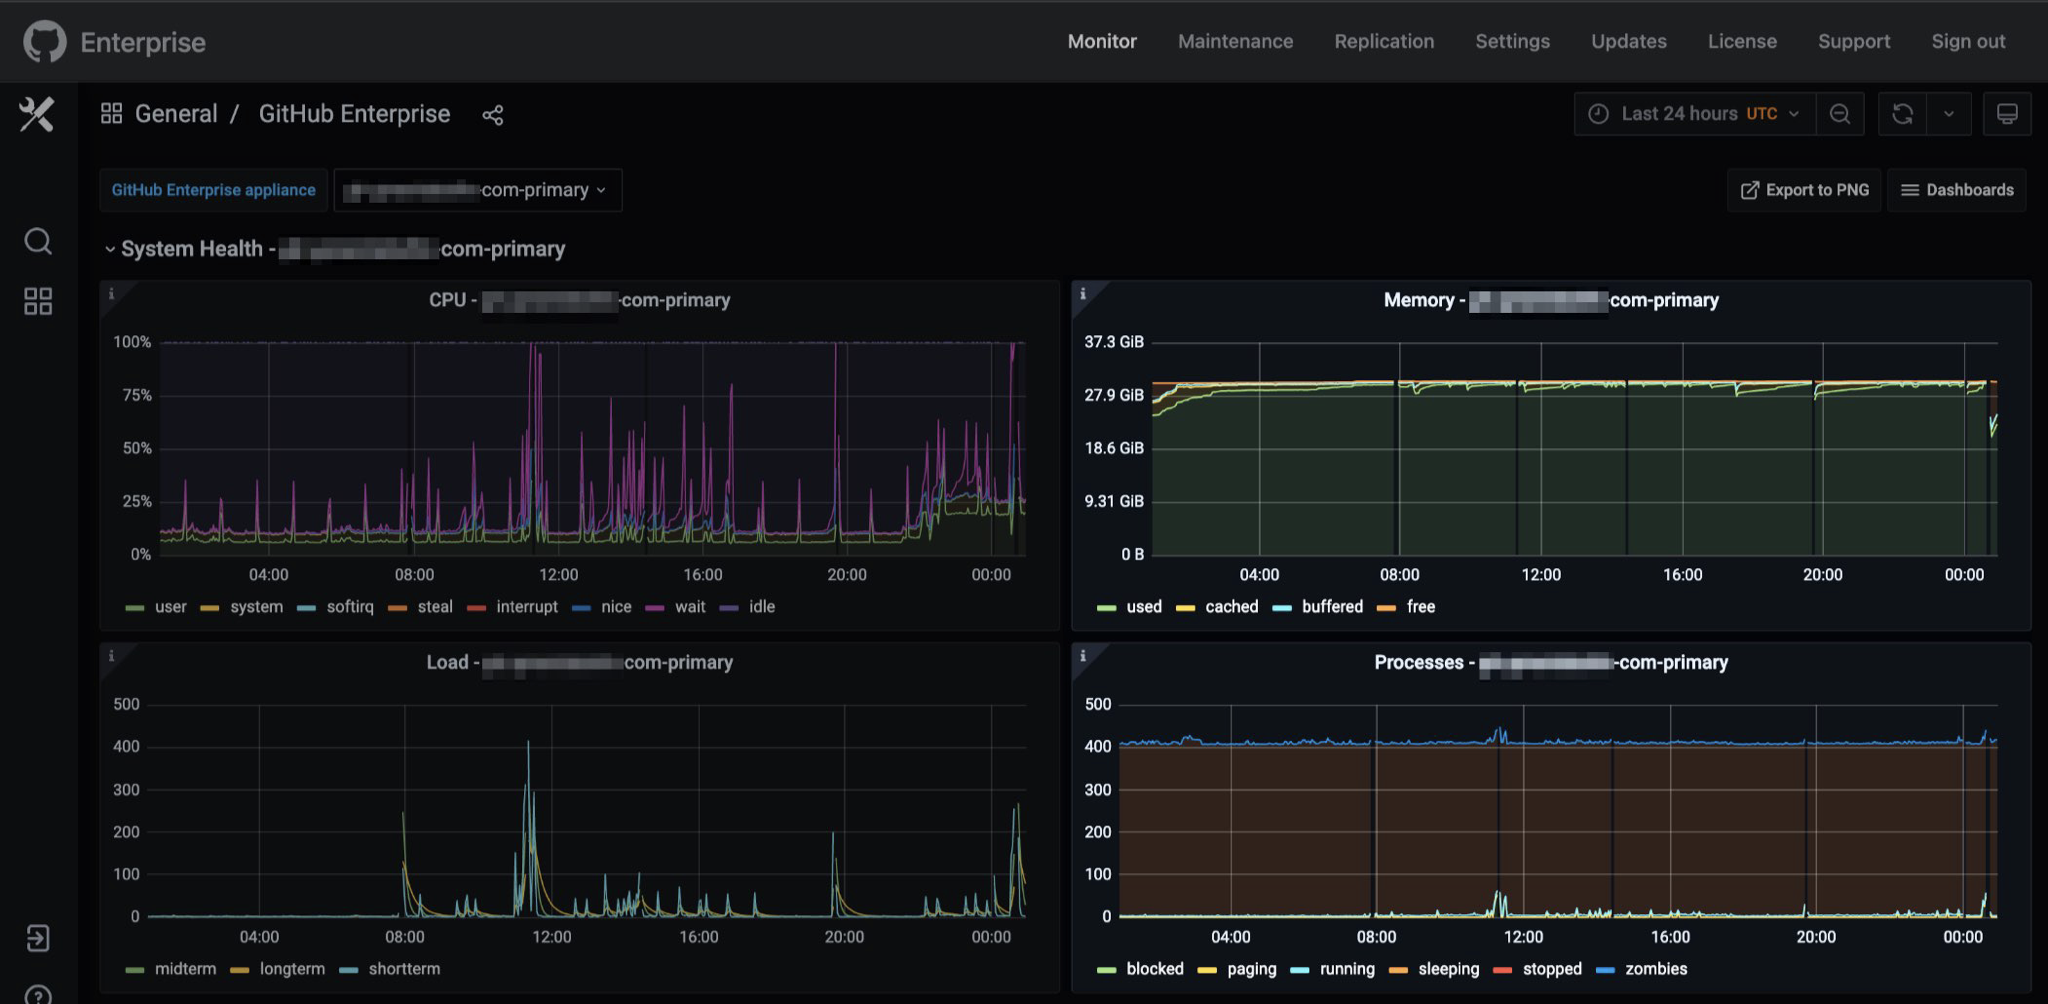 Enterprise
Monitor Maintenance Replication Settings Updates License Support Sign out
General / GitHub Enterprise
Last 24 hours UTC
GitHub Enterprise appliance
-com-primary
Export to PNG
Dashboards
System Health - -com-primary
CPU - -com-primary
100%
75%
50%
25%
0%
04:00 08:00 12:00 16:00 20:00 00:00
user system softirq steal interrupt nice wait idle
Memory - -com-primary
37.3 GiB
27.9 GiB
18.6 GiB
9.31 GiB
0 B
04:00 08:00 12:00 16:00 20:00 00:00
used cached buffered free
Load - com-primary
500
400
300
200
100
0
04:00 08:00 12:00 16:00 20:00 00:00
midterm longterm shortterm
Processes - -com-primary
500
400
300
200
100
0
04:00 08:00 12:00 16:00 20:00 00:00
blocked paging running sleeping stopped zombies